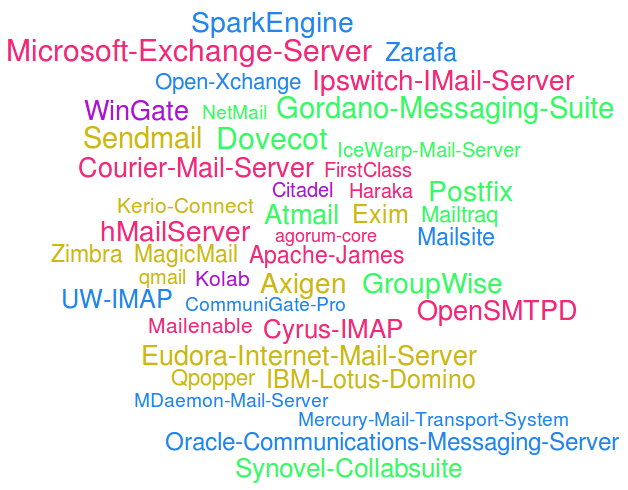 SparkEngine
Microsoft-Exchange-Server Zarafa
Open-Xchange Ipswitch-IMail-Server
WinGate NetMail Gordano-Messaging-Suite
Sendmail Dovecot IceWarp-Mail-Server
Courier-Mail-Server FirstClass
Citadel Haraka Postfix
Kerio-Connect Atmail Exim Mailtraq
hMailServer agorum-core Mailsite
Zimbra MagicMail Apache-James
qmail Kolab Axigen GroupWise
UW-IMAP CommuniGate-Pro OpenSMTPD
Mailenable Cyrus-IMAP
Eudora-Internet-Mail-Server
Qpopper IBM-Lotus-Domino
MDaemon-Mail-Server
Mercury-Mail-Transport-System
Oracle-Communications-Messaging-Server
Synovel-Collabsuite